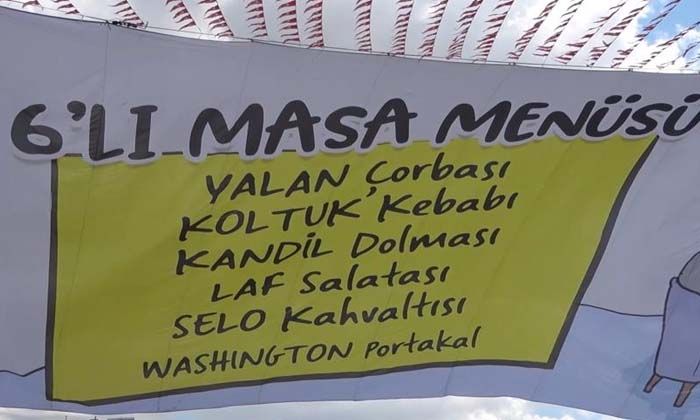 6'LI MASA MENÜSÜ
YALAN Çorbası
KOLTUK Kebabı
KANDİL Dolması
LAF Salatası
SELO Kahvaltısı
WASHINGTON Portakal